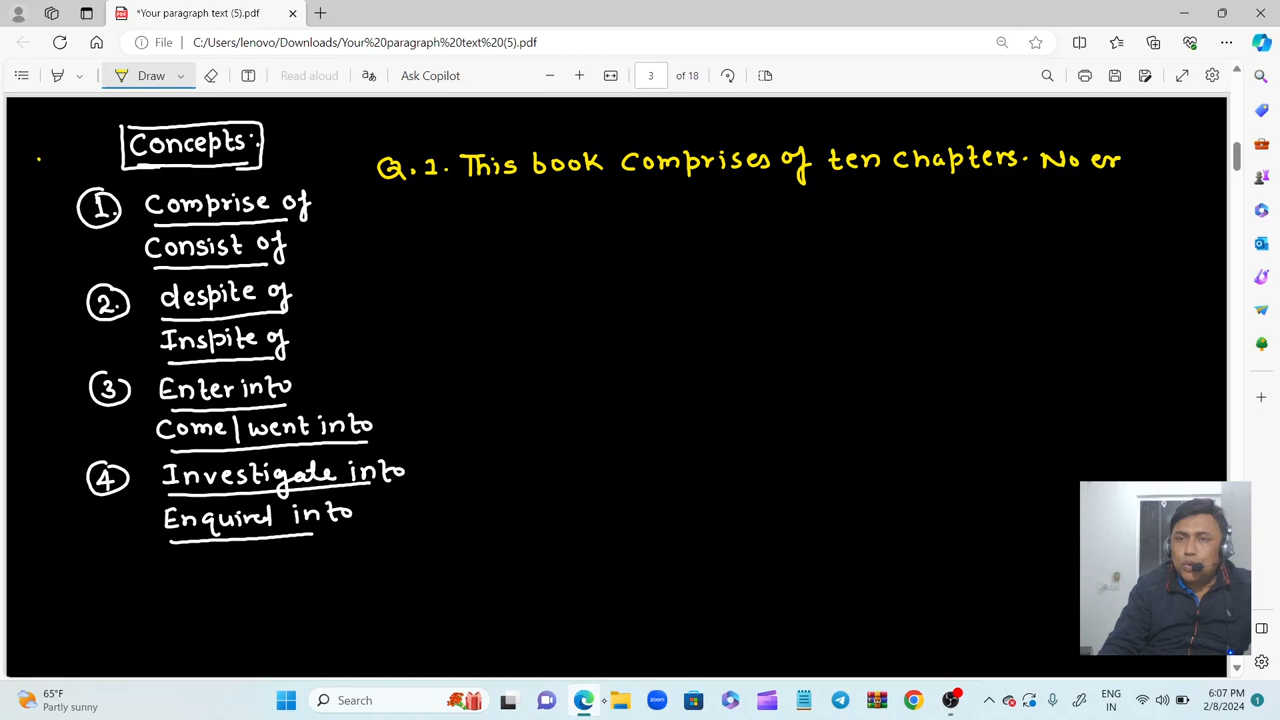 *Your paragraph text (5).pdf
File C:/Users/lenovo/Downloads/Your%20paragraph%20text%20(5).pdf
Draw Read aloud Ask Copilot 3 of 18
Concepts:
Q.1. This book Comprises of ten Chapters. No er
1. Comprise of
Consist of
2. despite of
Inspite of
3 Enter into
Come/went into
4 Investigate into
Enquired into
65°F
Partly sunny
Search
ENG
IN
6:07 PM
2/8/2024